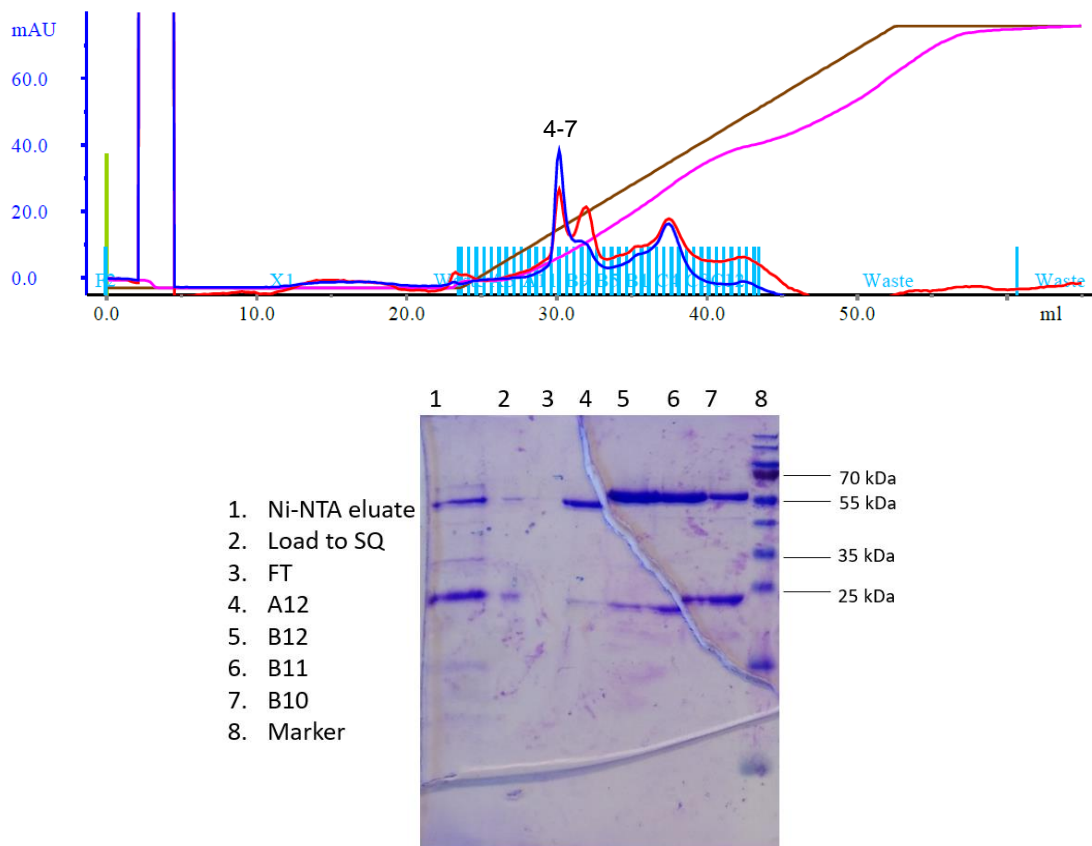 mAU
60.0
40.0
20.0
0.0
4-7
X1
Waste
Waste
0.0
10.0
20.0
30.0
40.0
50.0
ml
1 2 3 4 5 6 7 8
70 kDa
55 kDa
35 kDa
25 kDa
1. Ni-NTA eluate
2. Load to SQ
3. FT
4. A12
5. B12
6. B11
7. B10
8. Marker